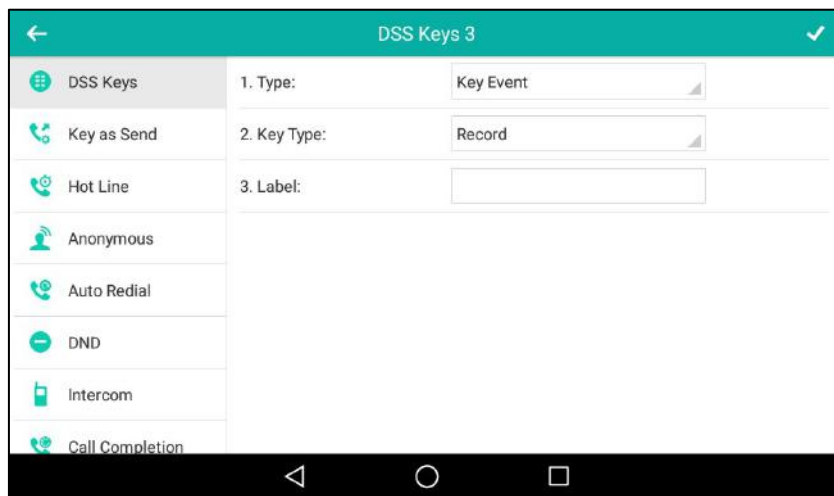 DSS Keys 3
DSS Keys
1. Type:
Key Event
Key as Send
2. Key Type:
Record
Hot Line
3. Label:
Anonymous
Auto Redial
DND
Intercom
Call Completion